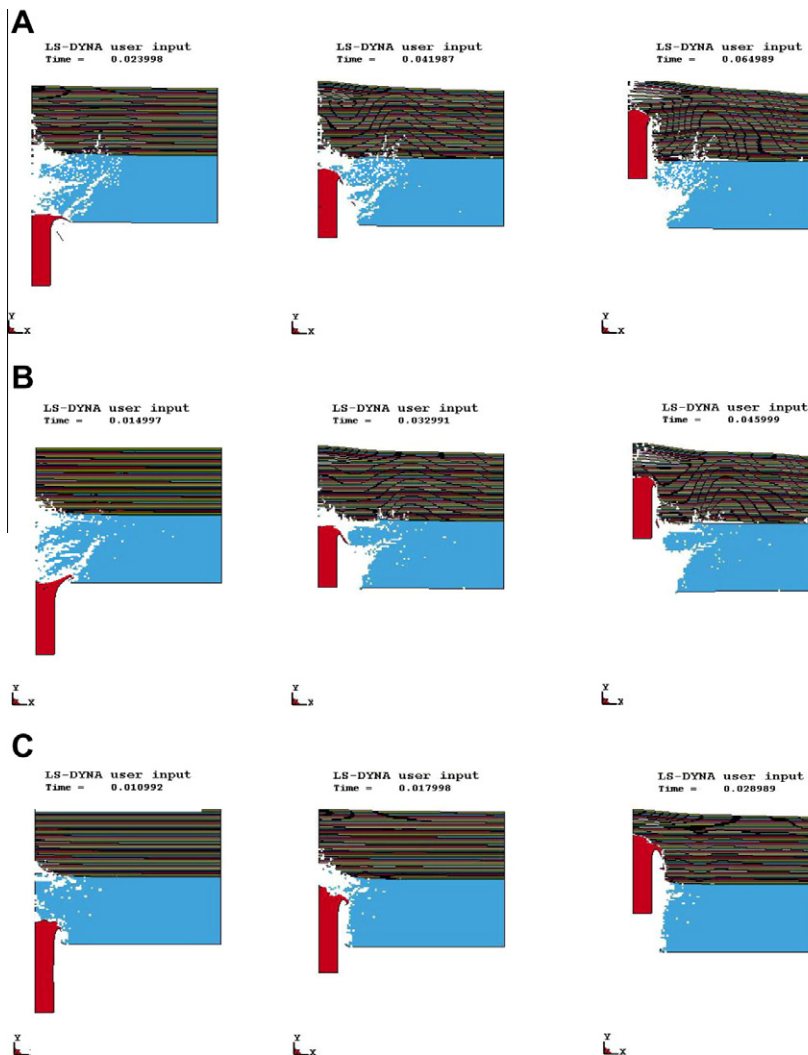 A
LS-DYNA user input
Time = 0.023998
LS-DYNA user input
Time = 0.041987
LS-DYNA user input
Time = 0.064989
Y
X
Y
X
Y
X
B
LS-DYNA user input
Time = 0.014997
LS-DYNA user input
Time = 0.032991
LS-DYNA user input
Time = 0.045999
Y
X
Y
X
Y
X
C
LS-DYNA user input
Time = 0.010992
LS-DYNA user input
Time = 0.017998
LS-DYNA user input
Time = 0.028989
Y
X
Y
X
Y
X